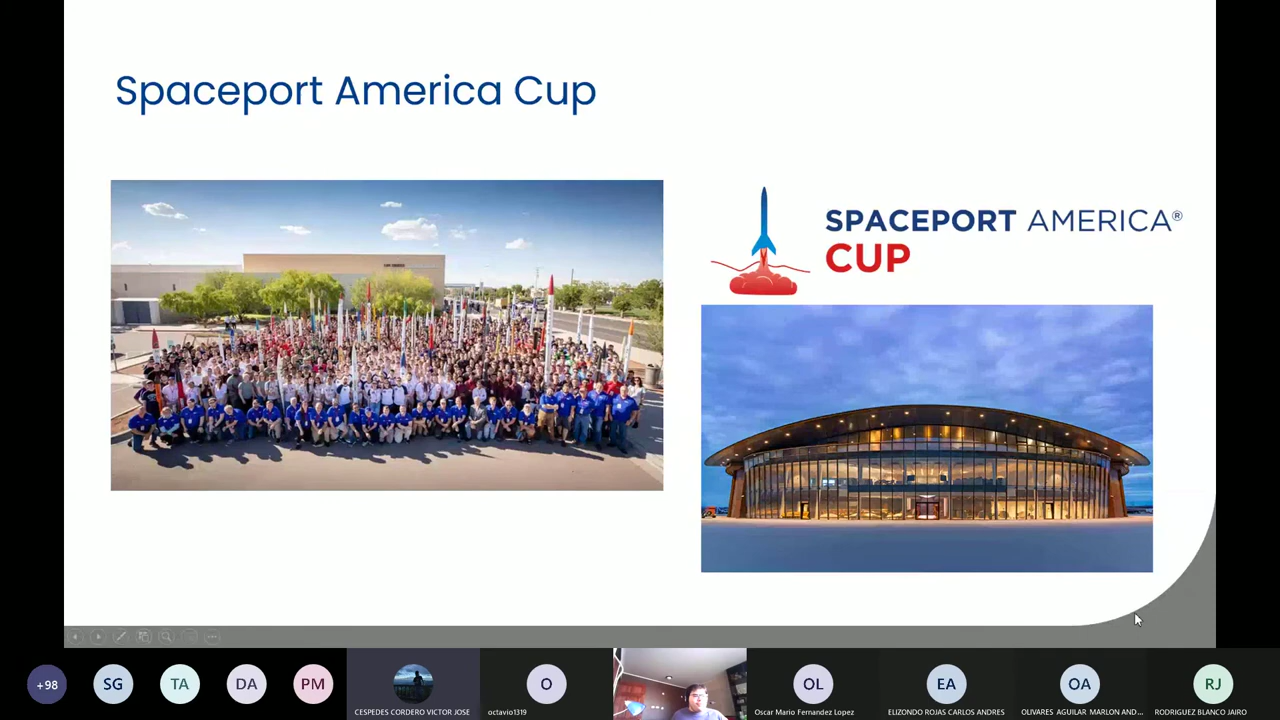 Spaceport America Cup
SPACEPORT AMERICA®
CUP
+98
SG
TA
DA
PM
CESPEDES CORDERO VICTOR JOSE
O
octavio1319
OL
Oscar Mario Fernandez Lopez
EA
ELIZONDO ROJAS CARLOS ANDRES
OA
OLIVARES AGUILAR MARLON AND...
RJ
RODRIGUEZ BLANCO JAIRO